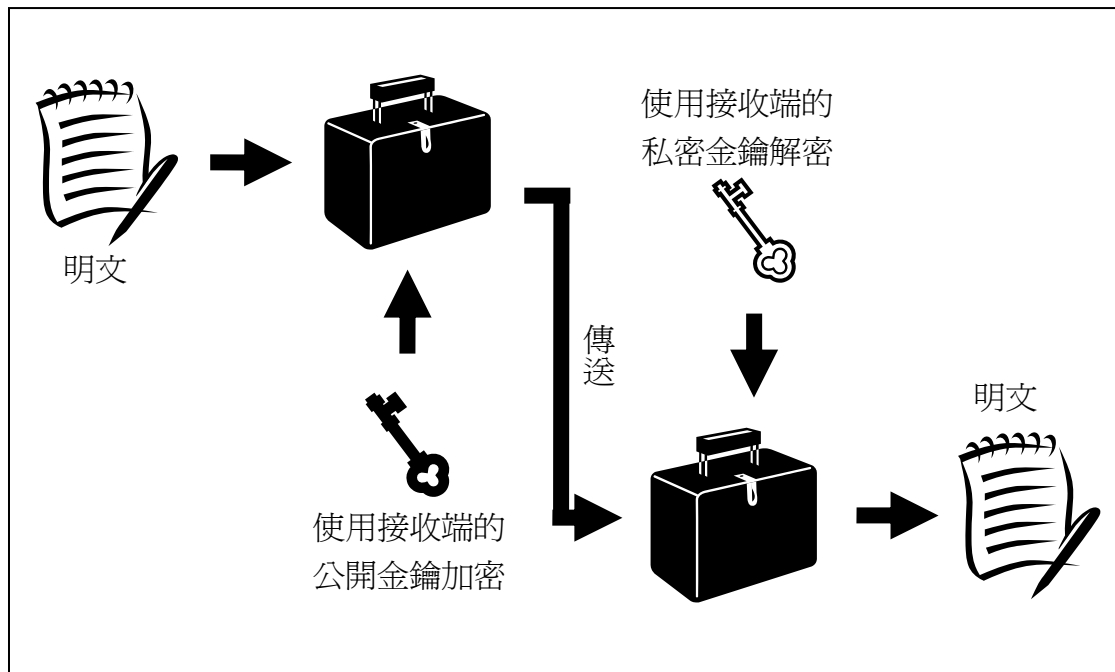 明文
使用接收端的
公開金鑰加密
傳送
使用接收端的
私密金鑰解密
明文